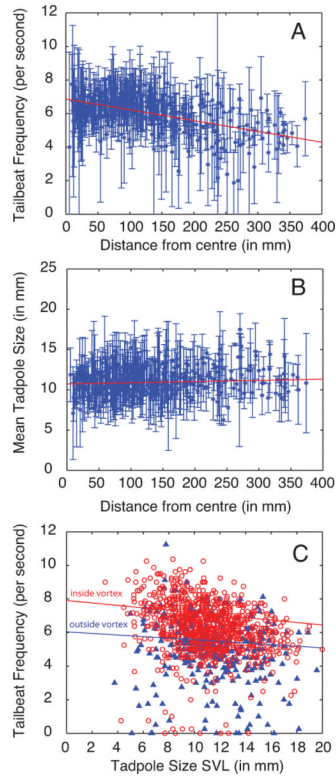 A
Tailbeat Frequency (per second)
12
10
8
6
4
2
0
0 50 100 150 200 250 300 350 400
Distance from centre (in mm)
B
Mean Tadpole Size (in mm)
25
20
15
10
5
0
0 50 100 150 200 250 300 350 400
Distance from centre (in mm)
C
Tailbeat Frequency (per second)
12
10
8
6
4
2
0
inside vortex
outside vortex
0 2 4 6 8 10 12 14 16 18 20
Tadpole Size SVL (in mm)